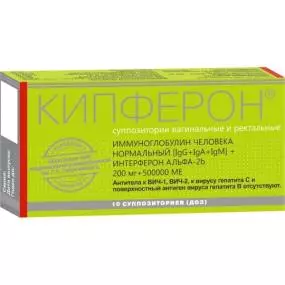 КИПФЕРОН®
суппозитории вагинальные и ректальные
ИММУНОГЛОБУЛИН ЧЕЛОВЕКА
НОРМАЛЬНЫЙ [IgG+IgA+IgM] +
ИНТЕРФЕРОН АЛЬФА-2b
200 мг+500000 МЕ
Антитела к ВИЧ-1, ВИЧ-2, к вирусу гепатита С и
поверхностный антиген вируса гепатита В отсутствуют.
10 СУППОЗИТОРИЕВ (ДОЗ)